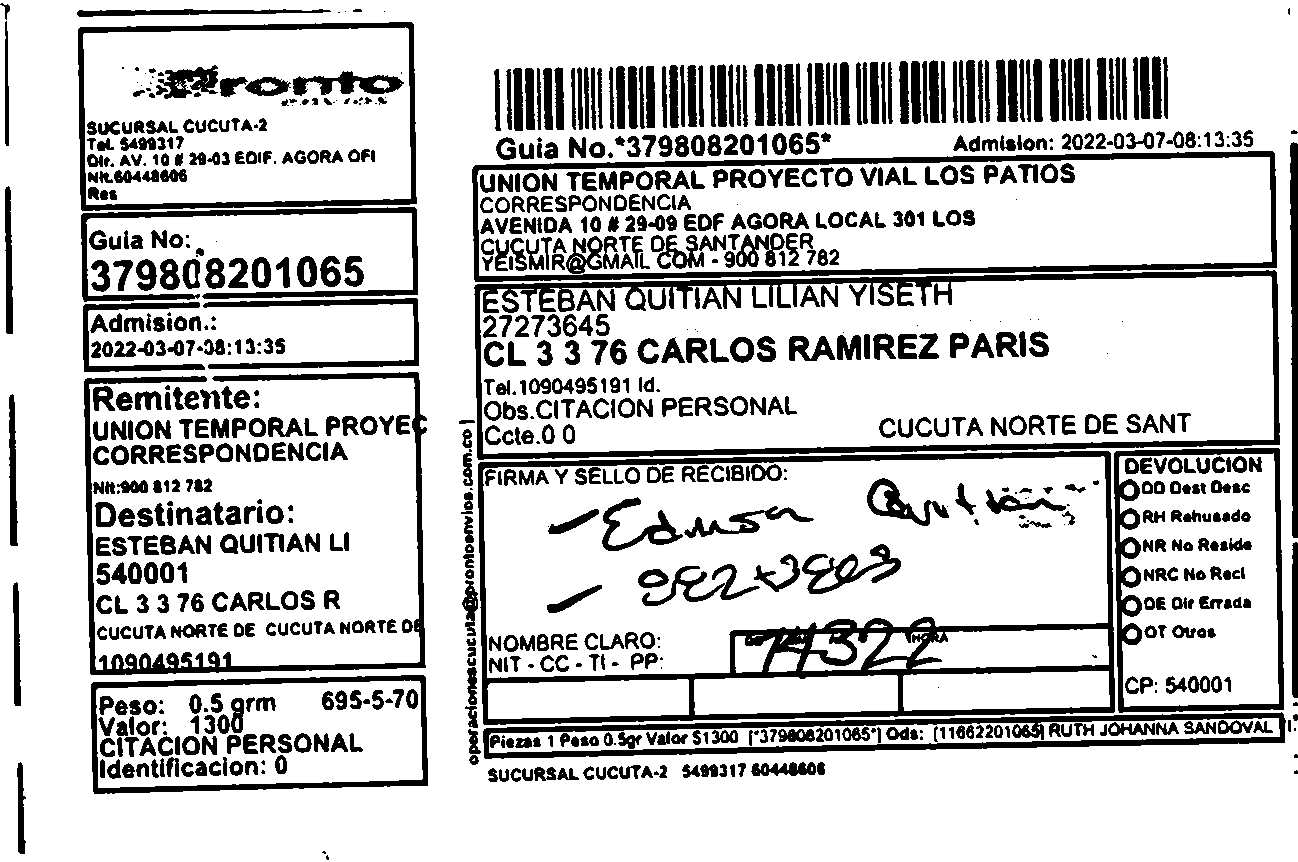 Pronto
ENVIOS
SUCURSAL CUCUTA-2
Tel. 5499317
Dir. AV. 10 # 29-03 EDIF. AGORA OFI
Nit.60448606
Res
Guia No:
379808201065
Admision.:
2022-03-07-08:13:35
Remitente:
UNION TEMPORAL PROYEC
CORRESPONDENCIA
Nit:900 812 782
Destinatario:
ESTEBAN QUITIAN LI
540001
CL 3 3 76 CARLOS R
CUCUTA NORTE DE CUCUTA NORTE DE
1090495191
Peso: 0.5 grm 695-5-70
Valor: 1300
CITACION PERSONAL
Identificacion: 0
Guia No.*379808201065* Admision: 2022-03-07-08:13:35
UNION TEMPORAL PROYECTO VIAL LOS PATIOS
CORRESPONDENCIA
AVENIDA 10 # 29-09 EDF AGORA LOCAL 301 LOS
CUCUTA NORTE DE SANTANDER
YEISMIR@GMAIL COM - 900 812 782
ESTEBAN QUITIAN LILIAN YISETH
27273645
CL 3 3 76 CARLOS RAMIREZ PARIS
Tel.1090495191 Id.
Obs.CITACION PERSONAL
Ccte.0 0 CUCUTA NORTE DE SANT
operacionescucuta@prontoenvios.com.co
FIRMA Y SELLO DE RECIBIDO:
Quitian
NOMBRE CLARO:
NIT - CC - TI - PP:
HORA
14322
DEVOLUCION
DD Dest Desc
RH Rehusado
NR No Reside
NRC No Recl
DE Dir Errada
OT Otros
CP: 540001
Piezas 1 Peso 0.5gr Valor $1300 [*379808201065*] Ods: [11662201065] RUTH JOHANNA SANDOVAL
SUCURSAL CUCUTA-2 5499317 60448606